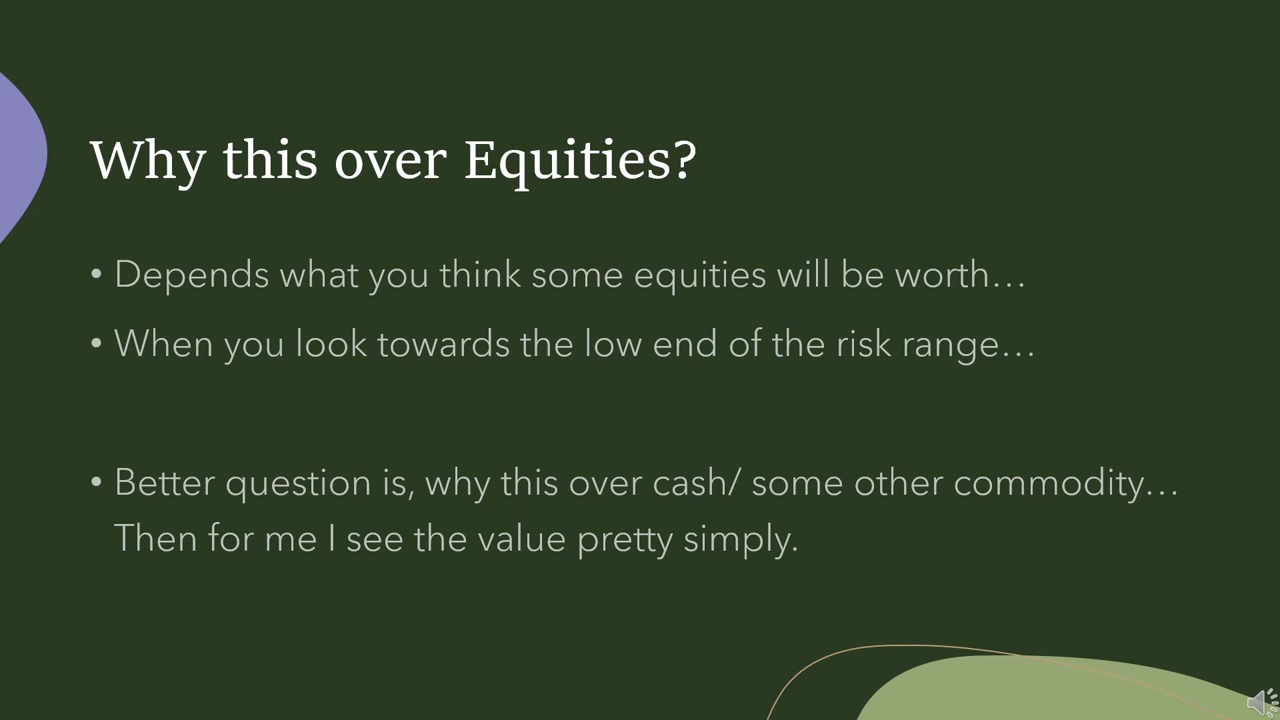 Why this over Equities?
• Depends what you think some equities will be worth…
• When you look towards the low end of the risk range…
• Better question is, why this over cash/ some other commodity…
Then for me I see the value pretty simply.